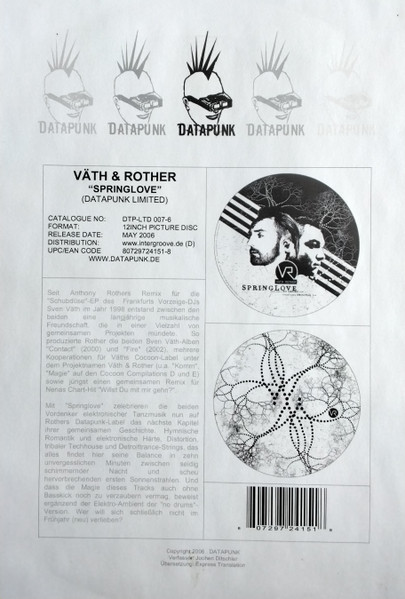 DATAPUNK DATAPUNK DATAPUNK DATAPUNK DATAPUNK
VÄTH & ROTHER
"SPRINGLOVE"
(DATAPUNK LIMITED)
CATALOGUE NO: DTP-LTD 007-6
FORMAT: 12INCH PICTURE DISC
RELEASE DATE: MAY 2006
DISTRIBUTION: www.intergroove.de (D)
UPC/EAN CODE 80729724151-8
WWW.DATAPUNK.DE
VR
SPRINGLOVE
Seit Anthony Rothers Remix für die
"Schubdüse"-EP des Frankfurts Vorzeige-DJs
Sven Väth im Jahr 1996 entstand zwischen den
beiden eine langjährige musikalische
Freundschaft, die in einer Vielzahl von
gemeinsamen Projekten mündete. So
produzierte Rother die beiden Sven Väth-Alben
"Contact" (2000) und "Fire" (2002), mehrere
Kooperationen für Väths Cocoon-Label unter
dem Projektnamen Väth & Rother (u.a. "Komm",
"Magie" auf den Cocoon Compilations D und E)
sowie jüngst einen gemeinsamen Remix für
Nenas Chart-Hit "Willst Du mit mir gehn?".
Mit "Springlove" zelebrieren die beiden
Vordenker elektronischer Tanzmusik nun auf
Rothers Datapunk-Label das nächste Kapitel
ihrer gemeinsamen Geschichte. Hymnische
Romantik und elektronische Härte, Distortion,
tribaler Techhouse und Detroittrance-Strings, das
alles findet hier seine Balance in zehn
unvergesslichen Minuten zwischen seidig
schimmernder Nacht und scheu
hervorbrechenden ersten Sonnenstrahlen. Und
dass die Magie dieses Tracks auch ohne
Basskick noch zu verzaubern vermag, beweist
ergänzend der Elektro-Ambient der "no drums"-
Version. Wer will sich schließlich nicht im
Frühjahr (neu) verlieben?
VR
0 07297 24151
Copyright 2006 DATAPUNK
Verfasser: Jochen Ditschler
Übersetzung: Express Translation